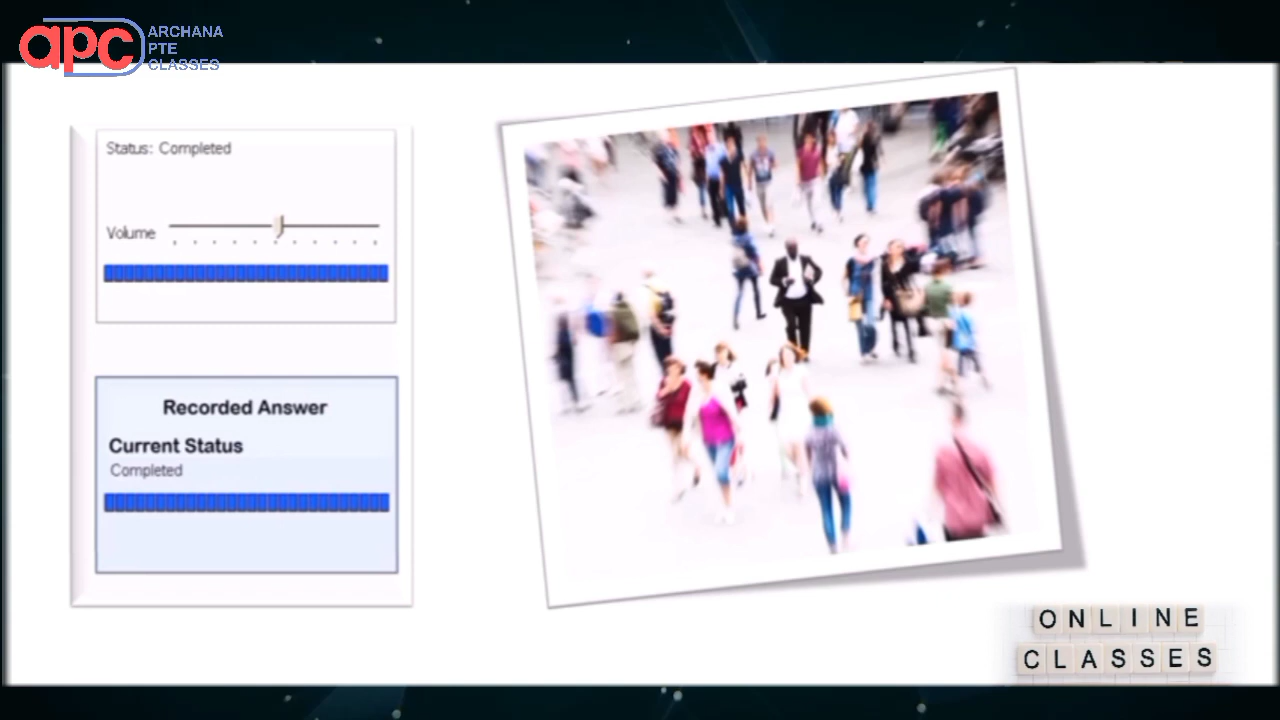 apc
ARCHANA
PTE
CLASSES
Status: Completed
Volume
Recorded Answer
Current Status
Completed
ONLINE
CLASSES